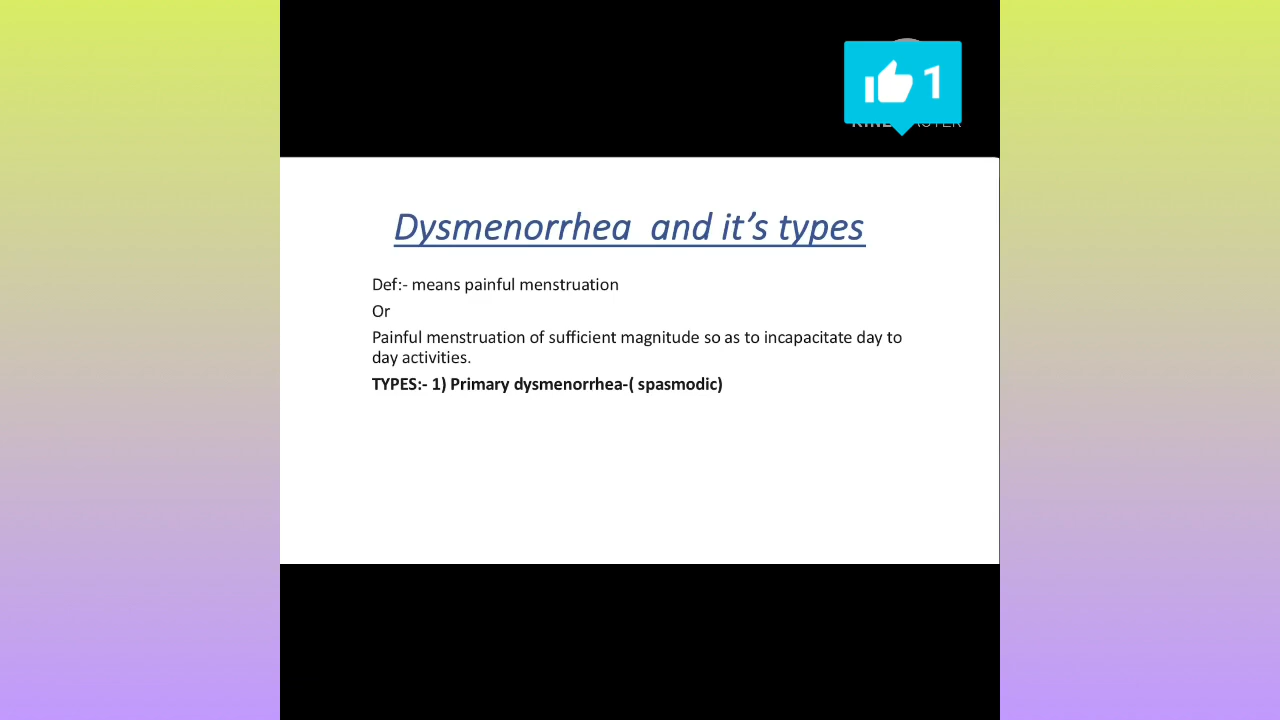 1
Dysmenorrhea and it’s types
Def:- means painful menstruation
Or
Painful menstruation of sufficient magnitude so as to incapacitate day to
day activities.
TYPES:- 1) Primary dysmenorrhea-( spasmodic)